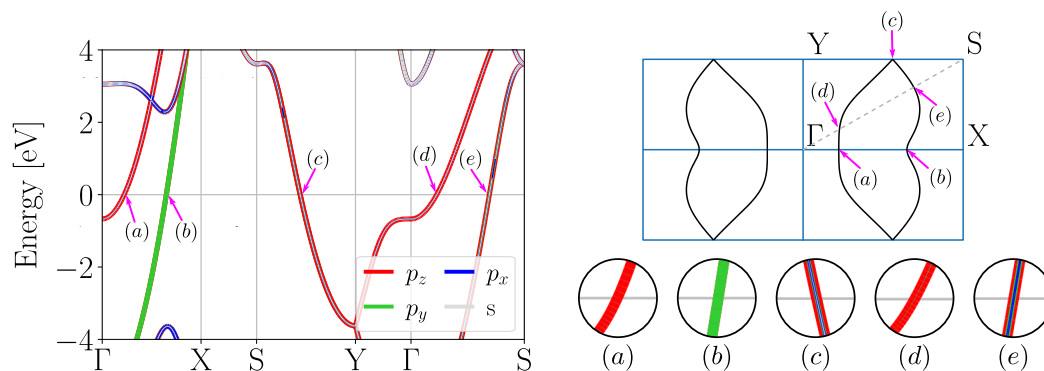 Energy [eV]
4
2
0
−2
−4
(a)
(b)
(c)
(d)
(e)
p_z
p_x
p_y
s
Γ
X
S
Y
Γ
S
(c)
Y
S
(d)
(e)
Γ
X
(a)
(b)
(a)
(b)
(c)
(d)
(e)